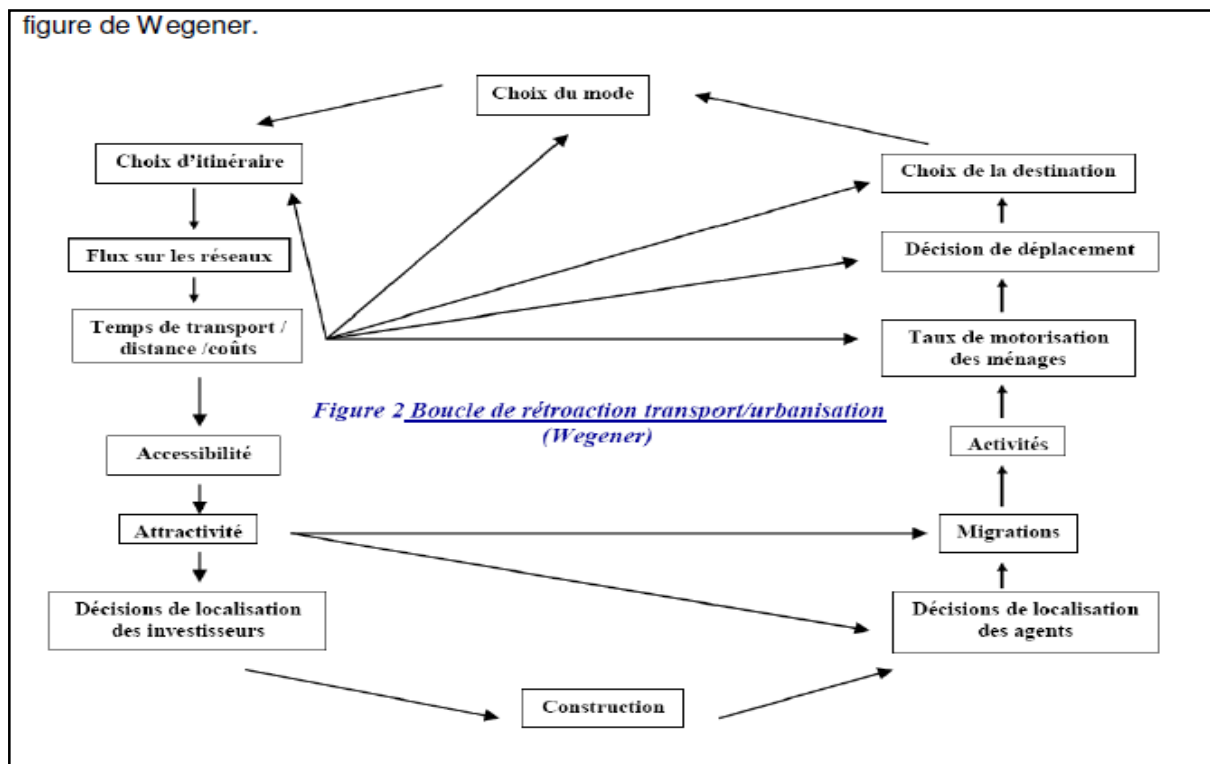 figure de Wegener.
Choix du mode
Choix d'itinéraire
Choix de la destination
Flux sur les réseaux
Décision de déplacement
Temps de transport /
distance /coûts
Taux de motorisation
des ménages
Figure 2 Boucle de rétroaction transport/urbanisation
(Wegener)
Accessibilité
Activités
Attractivité
Migrations
Décisions de localisation
des investisseurs
Décisions de localisation
des agents
Construction